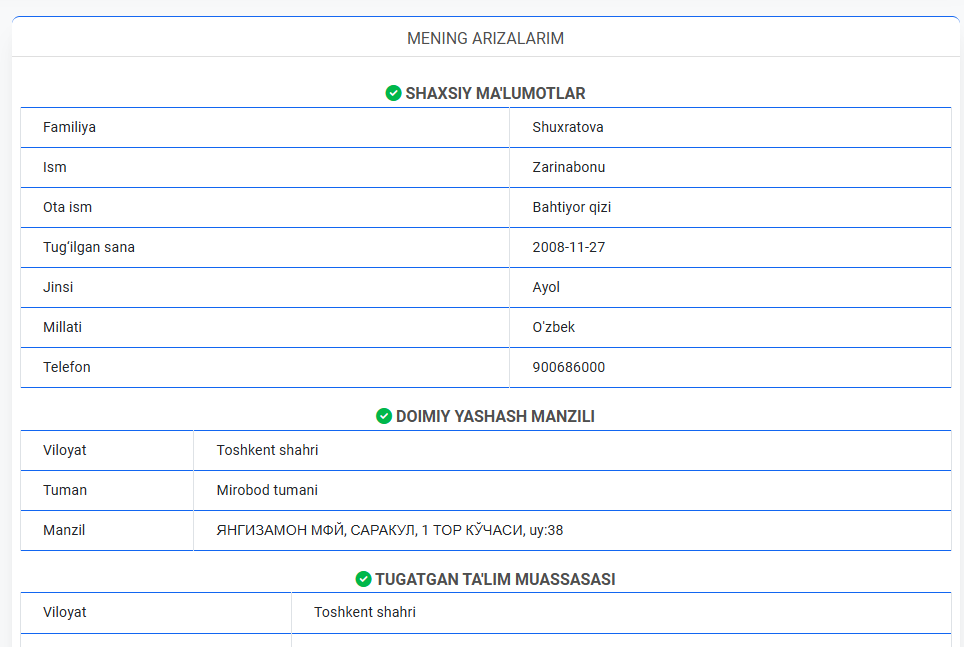 MENING ARIZALARIM
SHAXSIY MA'LUMOTLAR
Familiya Shuxratova
Ism Zarinabonu
Ota ism Bahtiyor qizi
Tug'ilgan sana 2008-11-27
Jinsi Ayol
Millati O'zbek
Telefon 900686000
DOIMIY YASHASH MANZILI
Viloyat Toshkent shahri
Tuman Mirobod tumani
Manzil ЯНГИЗАМОН МФЙ, САРАКУЛ, 1 ТОР КЎЧАСИ, uy:38
TUGATGAN TA'LIM MUASSASASI
Viloyat Toshkent shahri